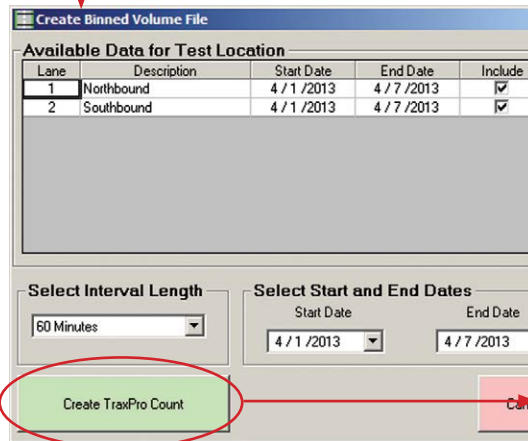 Create Binned Volume File
Available Data for Test Location
Lane Description Start Date End Date Include
1 Northbound 4 / 1 /2013 4 / 7 /2013
2 Southbound 4 / 1 /2013 4 / 7 /2013
Select Interval Length Select Start and End Dates
Start Date End Date
60 Minutes 4 / 1 /2013 4 / 7 /2013
Create TraxPro Count